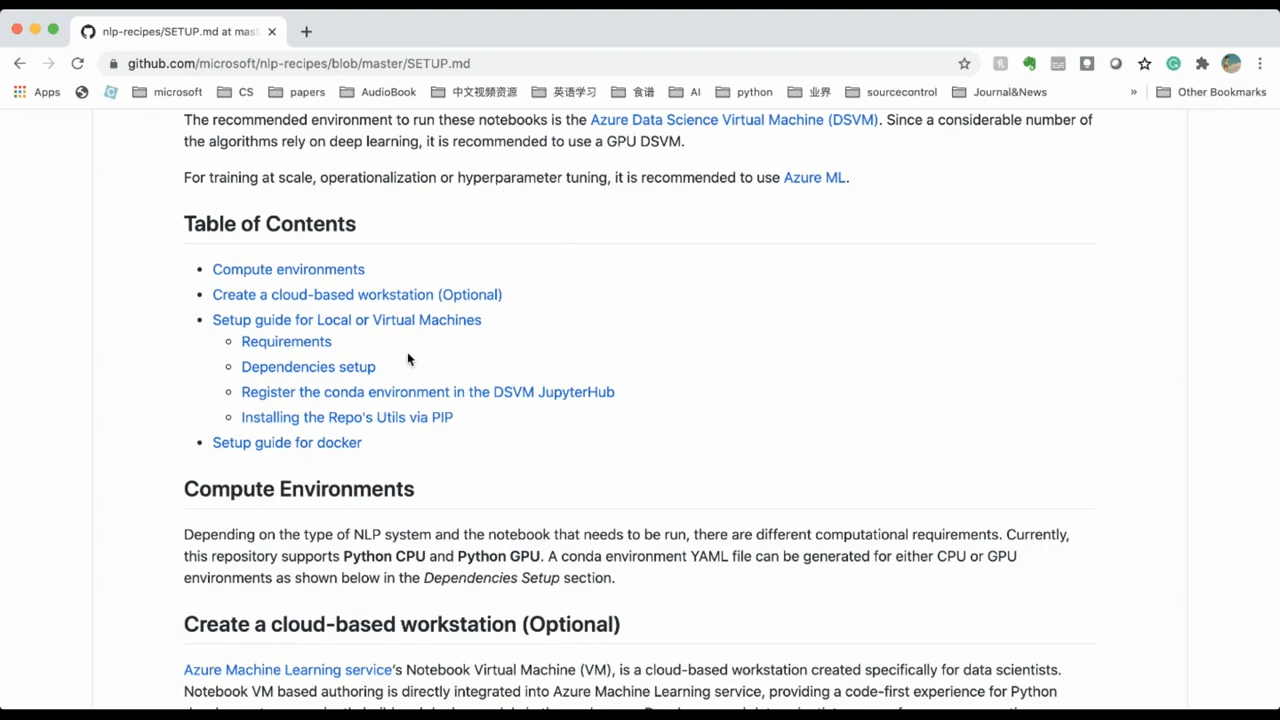 nlp-recipes/SETUP.md at mast
github.com/microsoft/nlp-recipes/blob/master/SETUP.md
Apps microsoft CS papers AudioBook 中文视频资源 英语学习 食谱 AI python 业界 sourcecontrol Journal&News » Other Bookmarks
The recommended environment to run these notebooks is the Azure Data Science Virtual Machine (DSVM). Since a considerable number of
the algorithms rely on deep learning, it is recommended to use a GPU DSVM.
For training at scale, operationalization or hyperparameter tuning, it is recommended to use Azure ML.
Table of Contents
Compute environments
Create a cloud-based workstation (Optional)
Setup guide for Local or Virtual Machines
Requirements
Dependencies setup
Register the conda environment in the DSVM JupyterHub
Installing the Repo's Utils via PIP
Setup guide for docker
Compute Environments
Depending on the type of NLP system and the notebook that needs to be run, there are different computational requirements. Currently,
this repository supports Python CPU and Python GPU. A conda environment YAML file can be generated for either CPU or GPU
environments as shown below in the Dependencies Setup section.
Create a cloud-based workstation (Optional)
Azure Machine Learning service's Notebook Virtual Machine (VM), is a cloud-based workstation created specifically for data scientists.
Notebook VM based authoring is directly integrated into Azure Machine Learning service, providing a code-first experience for Python